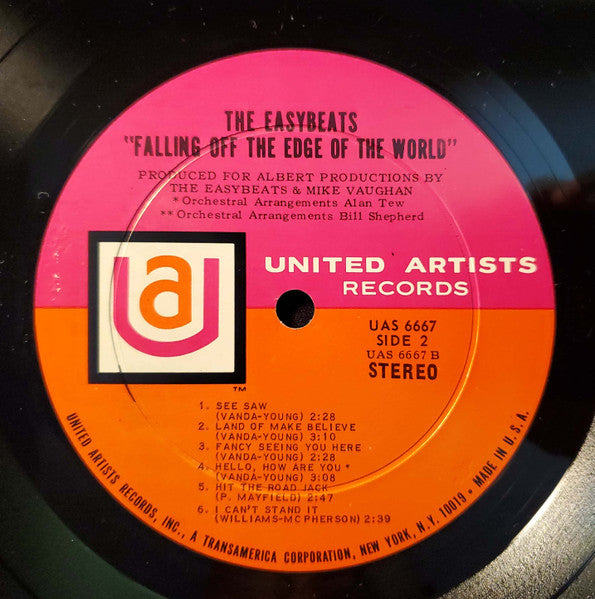 THE EASYBEATS
"FALLING OFF THE EDGE OF THE WORLD"
PRODUCED FOR ALBERT PRODUCTIONS BY
THE EASYBEATS & MIKE VAUGHAN
*Orchestral Arrangements Alan Tew
**Orchestral Arrangements Bill Shepherd
ua
UNITED ARTISTS
RECORDS
TM
UAS 6667
SIDE 2
UAS 6667 B
STEREO
1. SEE SAW
(VANDA-YOUNG) 2:28
2. LAND OF MAKE BELIEVE
(VANDA-YOUNG) 3:10
3. FANCY SEEING YOU HERE
(VANDA-YOUNG) 2:28
4. HELLO, HOW ARE YOU *
(VANDA-YOUNG) 3:08
5. HIT THE ROAD JACK
(P. MAYFIELD) 2:47
6. I CAN'T STAND IT
(WILLIAMS-MC PHERSON) 2:39
UNITED ARTISTS RECORDS, INC., A TRANSAMERICA CORPORATION, NEW YORK, N.Y. 10019 • MADE IN U.S.A.